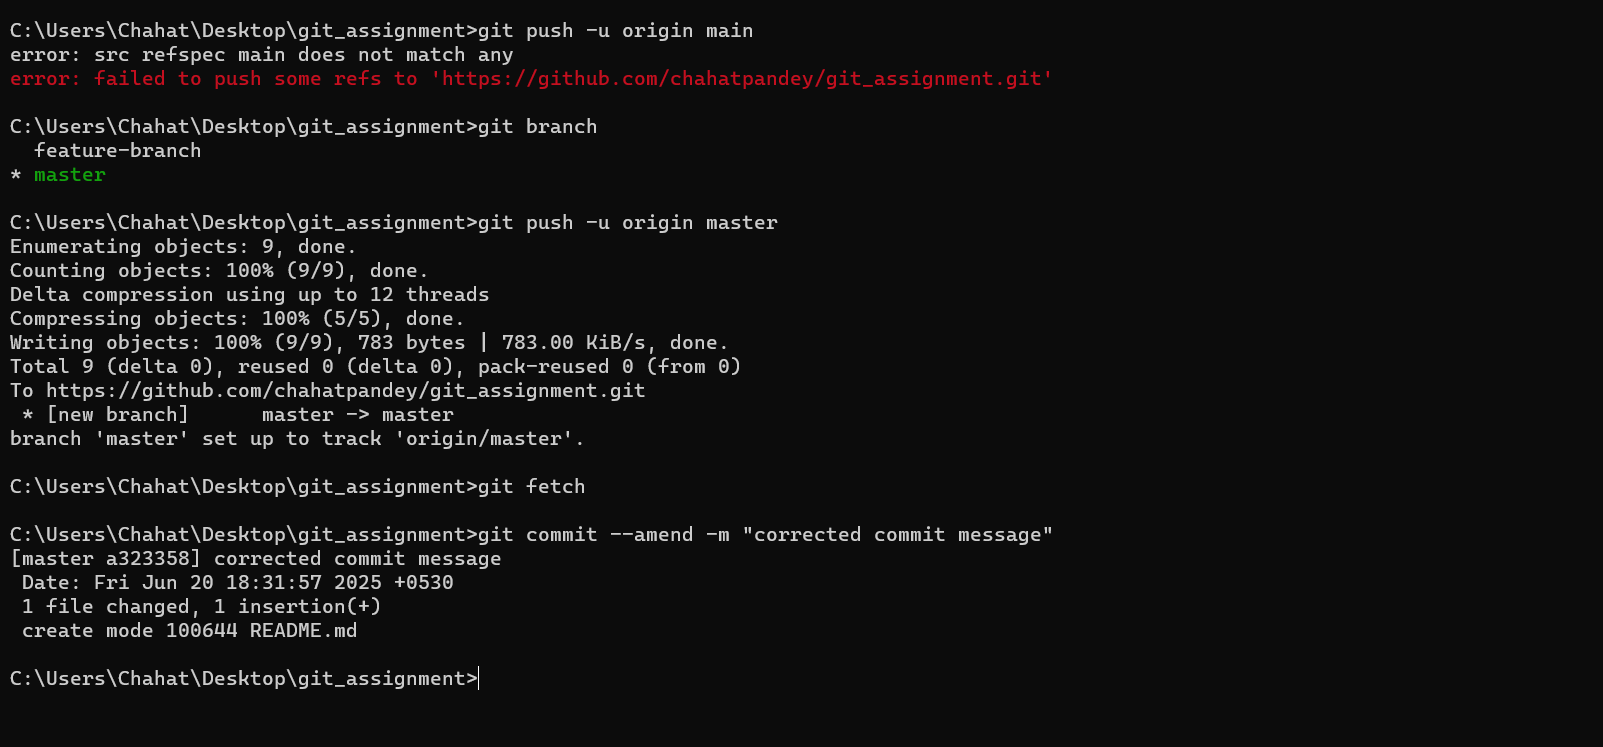 C:\Users\Chahat\Desktop\git_assignment>git push -u origin main
error: src refspec main does not match any
error: failed to push some refs to 'https://github.com/chahatpandey/git_assignment.git'
C:\Users\Chahat\Desktop\git_assignment>git branch
  feature-branch
* master
C:\Users\Chahat\Desktop\git_assignment>git push -u origin master
Enumerating objects: 9, done.
Counting objects: 100% (9/9), done.
Delta compression using up to 12 threads
Compressing objects: 100% (5/5), done.
Writing objects: 100% (9/9), 783 bytes | 783.00 KiB/s, done.
Total 9 (delta 0), reused 0 (delta 0), pack-reused 0 (from 0)
To https://github.com/chahatpandey/git_assignment.git
 * [new branch]      master -> master
branch 'master' set up to track 'origin/master'.
C:\Users\Chahat\Desktop\git_assignment>git fetch
C:\Users\Chahat\Desktop\git_assignment>git commit --amend -m "corrected commit message"
[master a323358] corrected commit message
 Date: Fri Jun 20 18:31:57 2025 +0530
 1 file changed, 1 insertion(+)
 create mode 100644 README.md
C:\Users\Chahat\Desktop\git_assignment>